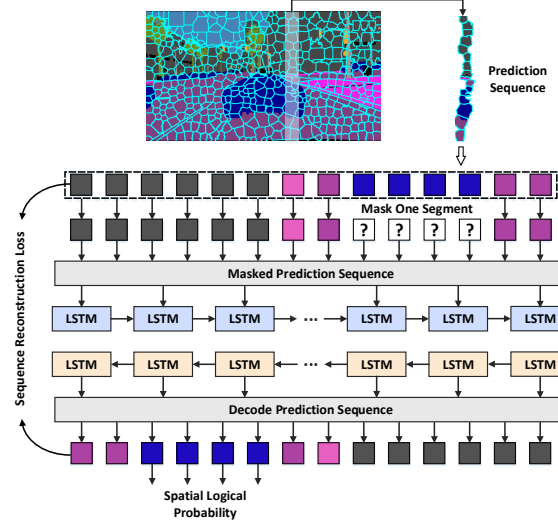 Prediction
Sequence
Mask One Segment
? ? ? ?
Masked Prediction Sequence
LSTM LSTM LSTM ... LSTM LSTM LSTM
LSTM LSTM LSTM ... LSTM LSTM LSTM
Decode Prediction Sequence
Spatial Logical
Probability
Sequence Reconstruction Loss